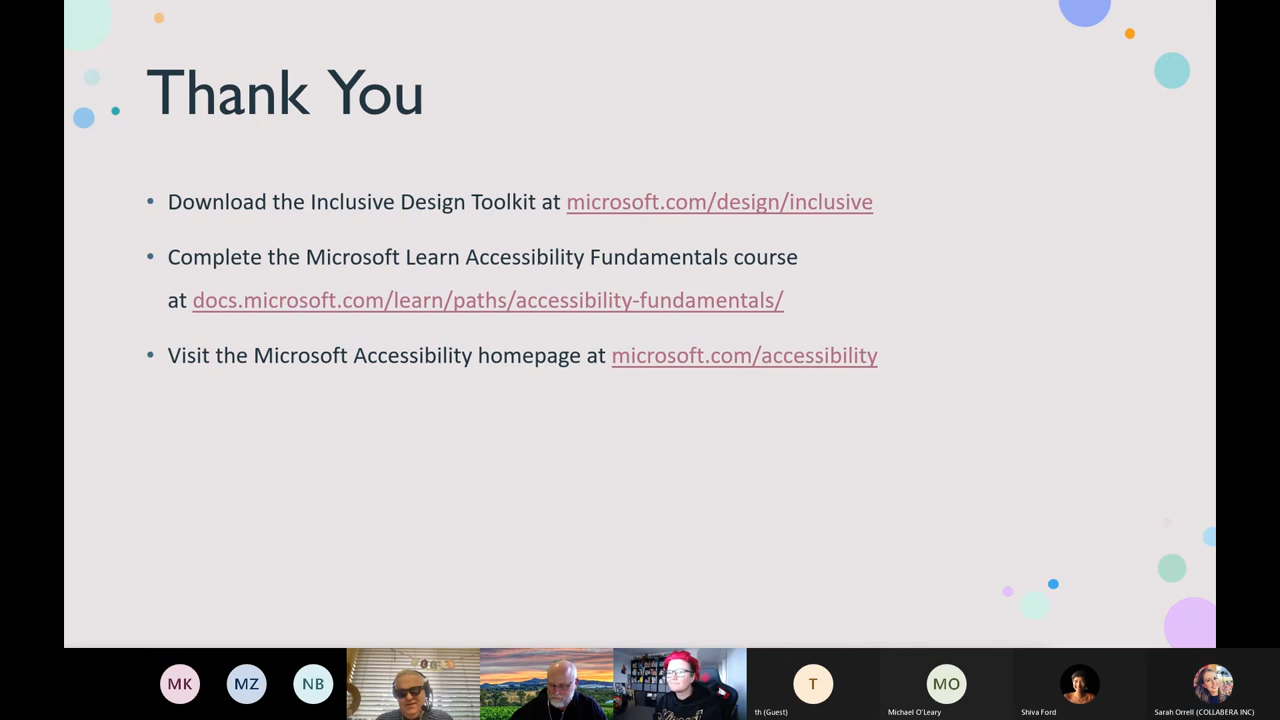 Thank You
• Download the Inclusive Design Toolkit at microsoft.com/design/inclusive
• Complete the Microsoft Learn Accessibility Fundamentals course
at docs.microsoft.com/learn/paths/accessibility-fundamentals/
• Visit the Microsoft Accessibility homepage at microsoft.com/accessibility
MK
MZ
NB
T
MO
th (Guest)
Michael O'Leary
Shiva Ford
Sarah Orrell (COLLABERA INC)